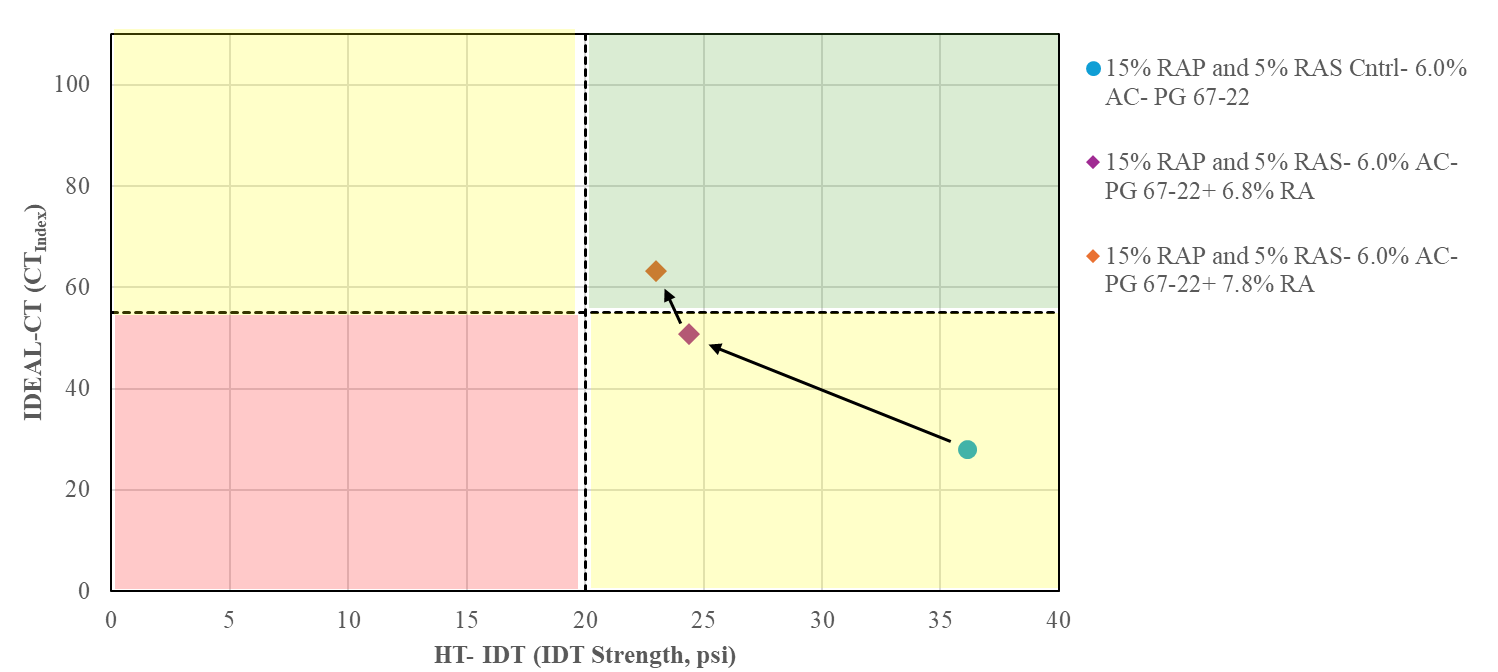 100
80
60
40
20
0
0 5 10 15 20 25 30 35 40
IDEAL-CT (CTIndex)
HT- IDT (IDT Strength, psi)
15% RAP and 5% RAS Cntrl- 6.0%
AC- PG 67-22
15% RAP and 5% RAS- 6.0% AC-
PG 67-22+ 6.8% RA
15% RAP and 5% RAS- 6.0% AC-
PG 67-22+ 7.8% RA